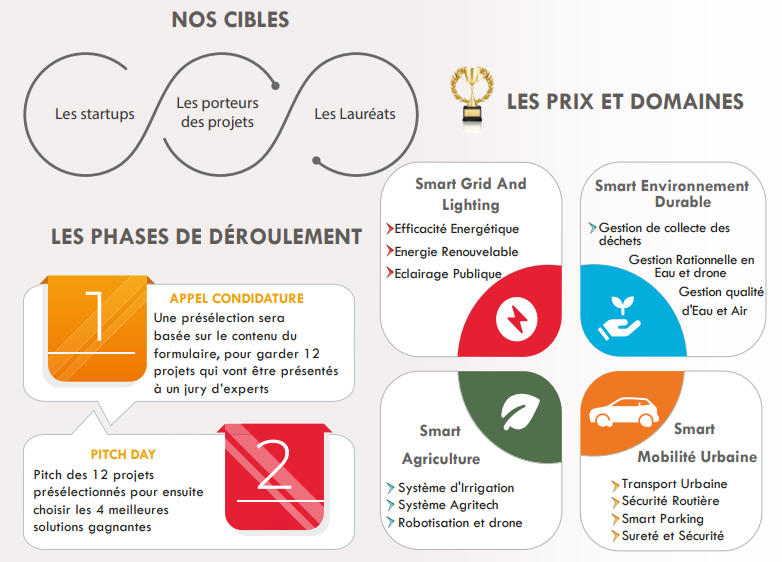 NOS CIBLES
Les startups
Les porteurs
des projets
Les Lauréats
LES PRIX ET DOMAINES
LES PHASES DE DÉROULEMENT
1
APPEL CONDIDATURE
Une présélection sera
basée sur le contenu du
formulaire, pour garder 12
projets qui vont être présentés
à un jury d'experts
PITCH DAY
Pitch des 12 projets
présélectionnés pour ensuite
choisir les 4 meilleures
solutions gagnantes
2
Smart Grid And
Lighting
Efficacité Energétique
Energie Renouvelable
Eclairage Publique
Smart Environnement
Durable
Gestion de collecte des
déchets
Gestion Rationnelle en
Eau et drone
Gestion qualité
d'Eau et Air
Smart
Agriculture
Système d'Irrigation
Système Agritech
Robotisation et drone
Smart
Mobilité Urbaine
Transport Urbaine
Sécurité Routière
Smart Parking
Sureté et Sécurité